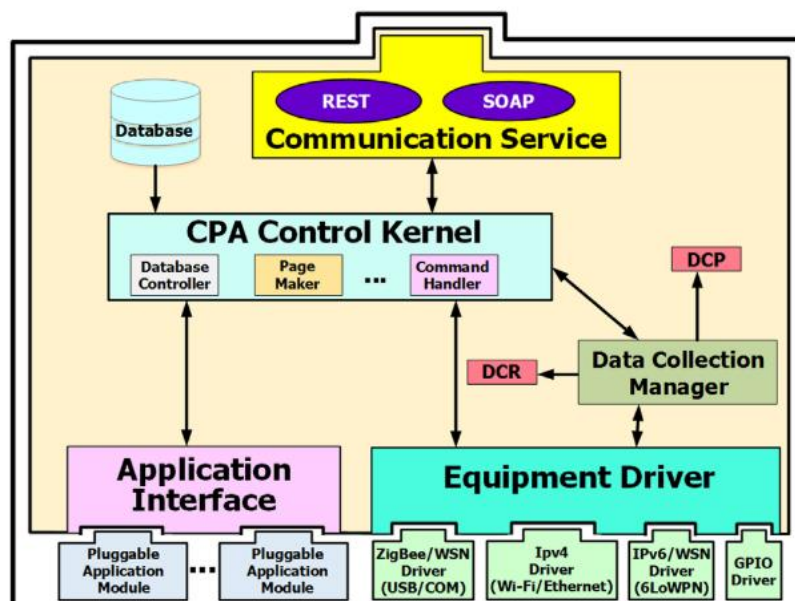 REST
SOAP
Communication Service
Database
CPA Control Kernel
Database
Controller
Page
Maker
...
Command
Handler
DCP
DCR
Data Collection
Manager
Application
Interface
Equipment Driver
Pluggable
Application
Module
...
Pluggable
Application
Module
ZigBee/WSN
Driver
(USB/COM)
Ipv4
Driver
(Wi-Fi/Ethernet)
IPv6/WSN
Driver
(6LoWPN)
GPIO
Driver